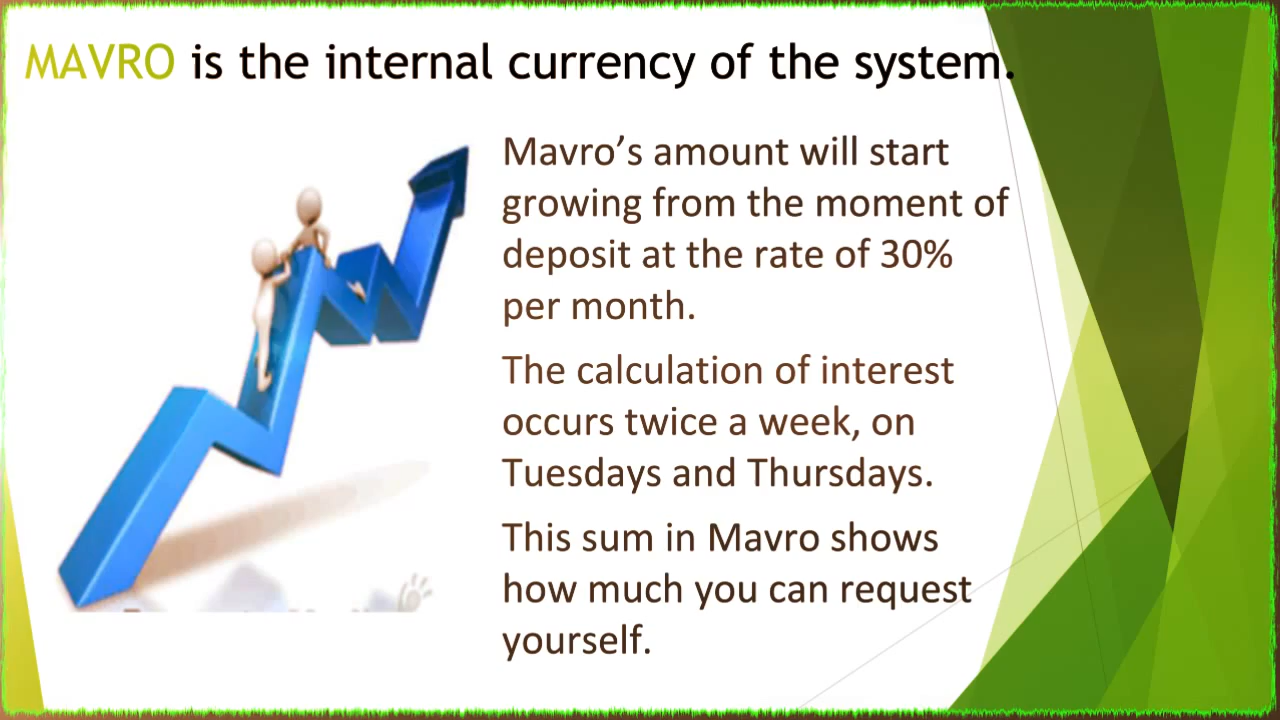 MAVRO is the internal currency of the system.
Mavro’s amount will start
growing from the moment of
deposit at the rate of 30%
per month.
The calculation of interest
occurs twice a week, on
Tuesdays and Thursdays.
This sum in Mavro shows
how much you can request
yourself.